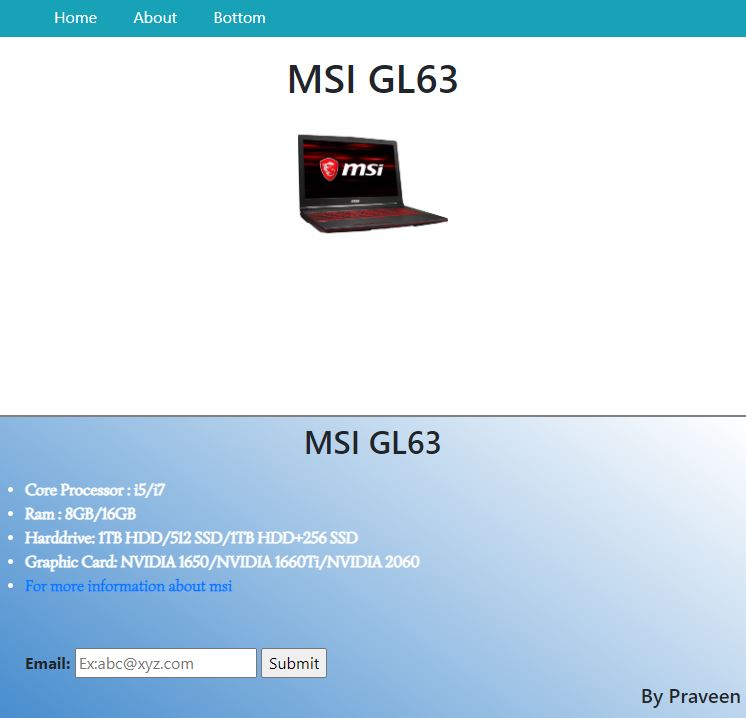 Home About Bottom
MSI GL63
msi
MSI GL63
Core Processor : i5/i7
Ram : 8GB/16GB
Harddrive: 1TB HDD/512 SSD/1TB HDD+256 SSD
Graphic Card: NVIDIA 1650/NVIDIA 1660Ti/NVIDIA 2060
For more information about msi
Email: Ex:abc@xyz.com Submit
By Praveen